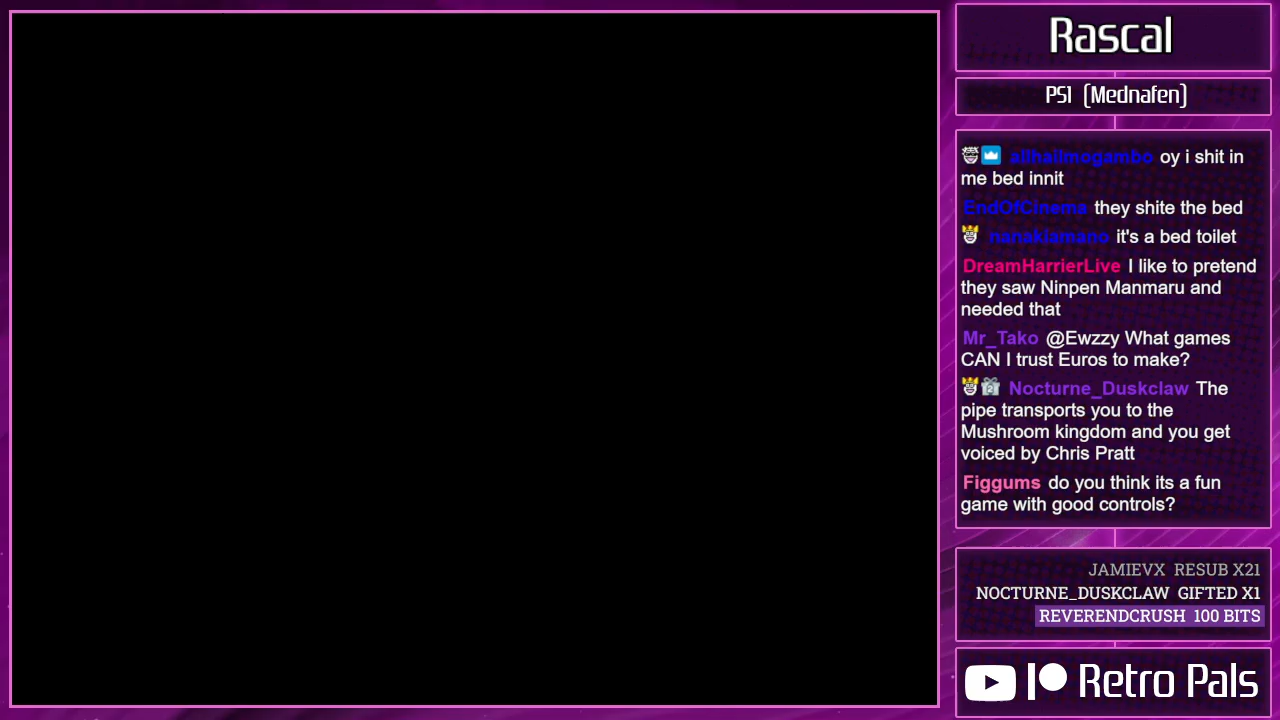 Rascal
PS1 (Mednafen)
allhailmogambo oy i shit in
me bed innit
EndOfCinema they shite the bed
nanakiamano it's a bed toilet
DreamHarrierLive I like to pretend
they saw Ninpen Manmaru and
needed that
Mr_Tako @Ewzzy What games
CAN I trust Euros to make?
Nocturne_Duskclaw The
pipe transports you to the
Mushroom kingdom and you get
voiced by Chris Pratt
Figgums do you think its a fun
game with good controls?
JAMIEVX RESUB X21
NOCTURNE_DUSKCLAW GIFTED X1
REVERENDCRUSH 100 BITS
Retro Pals